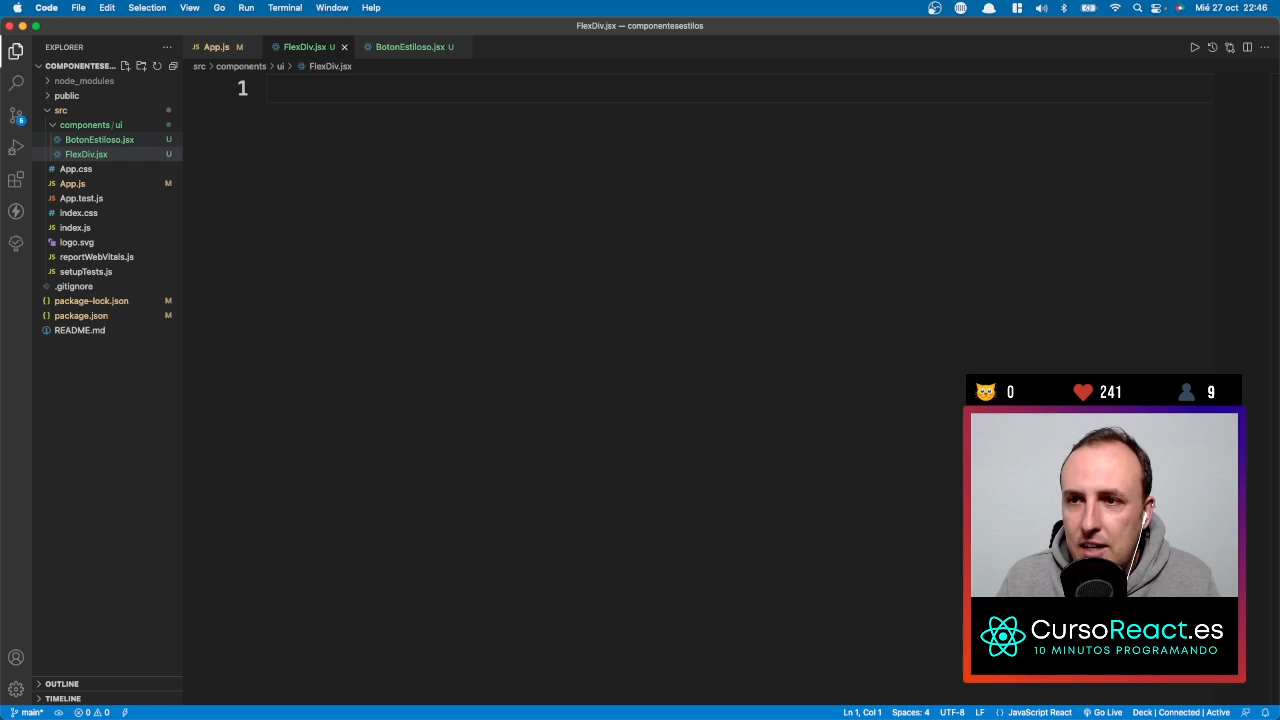 Code File Edit Selection View Go Run Terminal Window Help
Mié 27 oct 22:46
FlexDiv.jsx — componentesestilos
EXPLORER
App.js M
FlexDiv.jsx U
BotonEstiloso.jsx U
COMPONENTESE...
src > components > ui > FlexDiv.jsx
1
node_modules
public
src
components / ui
BotonEstiloso.jsx U
FlexDiv.jsx U
App.css
App.js M
App.test.js
index.css
index.js
logo.svg
reportWebVitals.js
setupTests.js
.gitignore
package-lock.json M
package.json M
README.md
6
0 241 9
CursoReact.es
10 MINUTOS PROGRAMANDO
OUTLINE
TIMELINE
main* 0 0
Ln 1, Col 1 Spaces: 4 UTF-8 LF JavaScript React Go Live Deck | Connected | Active